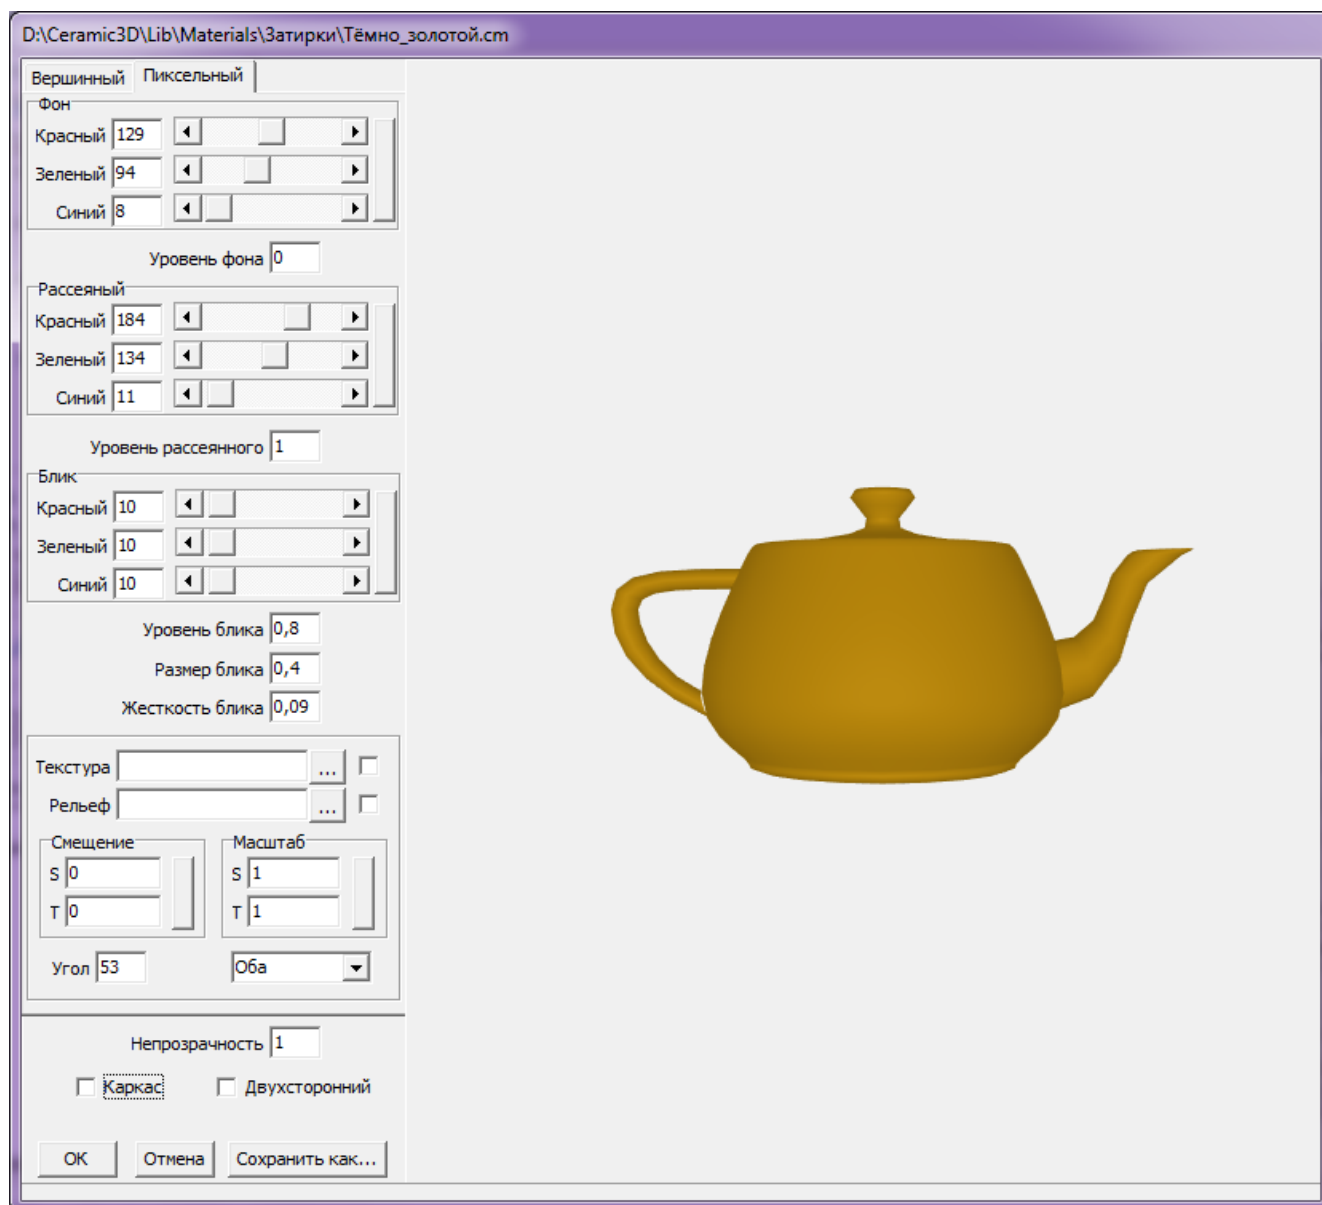 D:\Ceramic3D\Lib\Materials\Затирки\Тёмно_золотой.cm
Вершинный Пиксельный
Фон
Красный 129
Зеленый 94
Синий 8
Уровень фона 0
Рассеяный
Красный 184
Зеленый 134
Синий 11
Уровень рассеянного 1
Блик
Красный 10
Зеленый 10
Синий 10
Уровень блика 0,8
Размер блика 0,4
Жесткость блика 0,09
Текстура ...
Рельеф ...
Смещение Масштаб
S 0 S 1
T 0 T 1
Угол 53 Оба
Непрозрачность 1
Каркас Двухсторонний
OK Отмена Сохранить как...